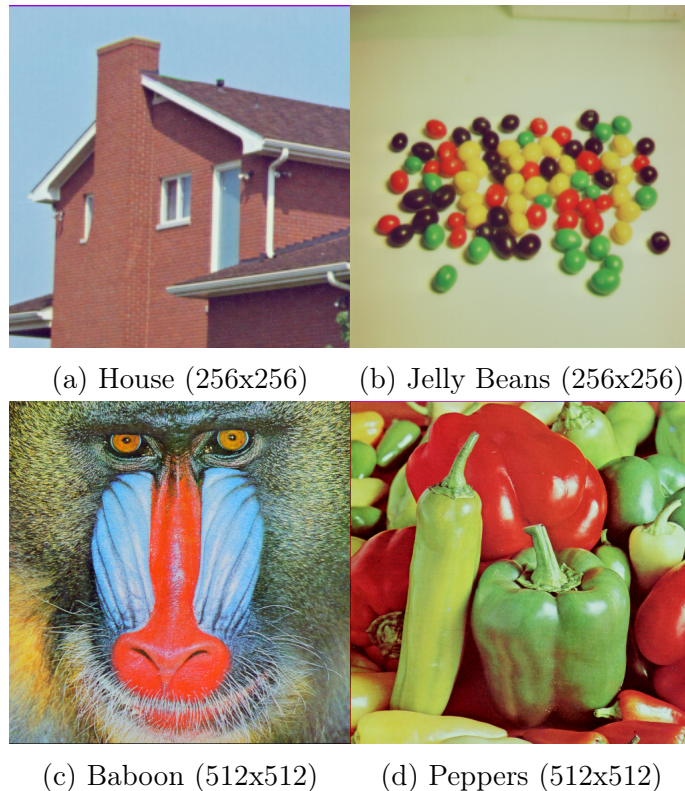 (a) House (256x256)
(b) Jelly Beans (256x256)
(c) Baboon (512x512)
(d) Peppers (512x512)